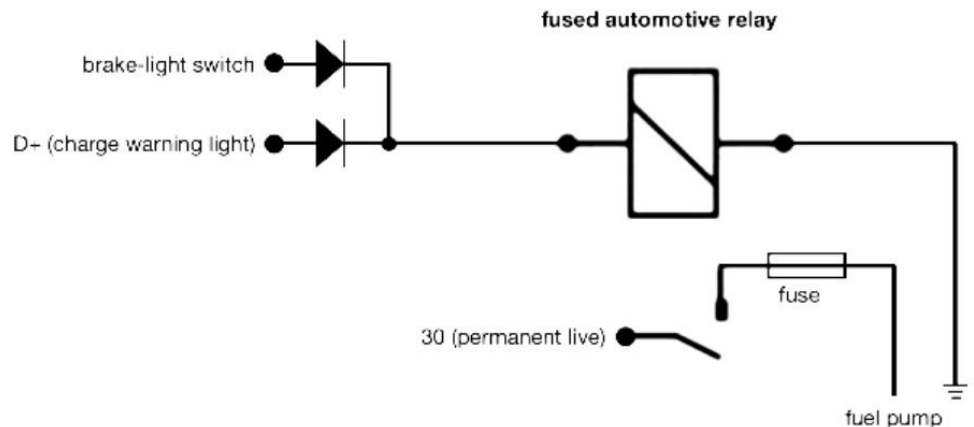 fused automotive relay
brake-light switch
D+ (charge warning light)
fuse
30 (permanent live)
fuel pump